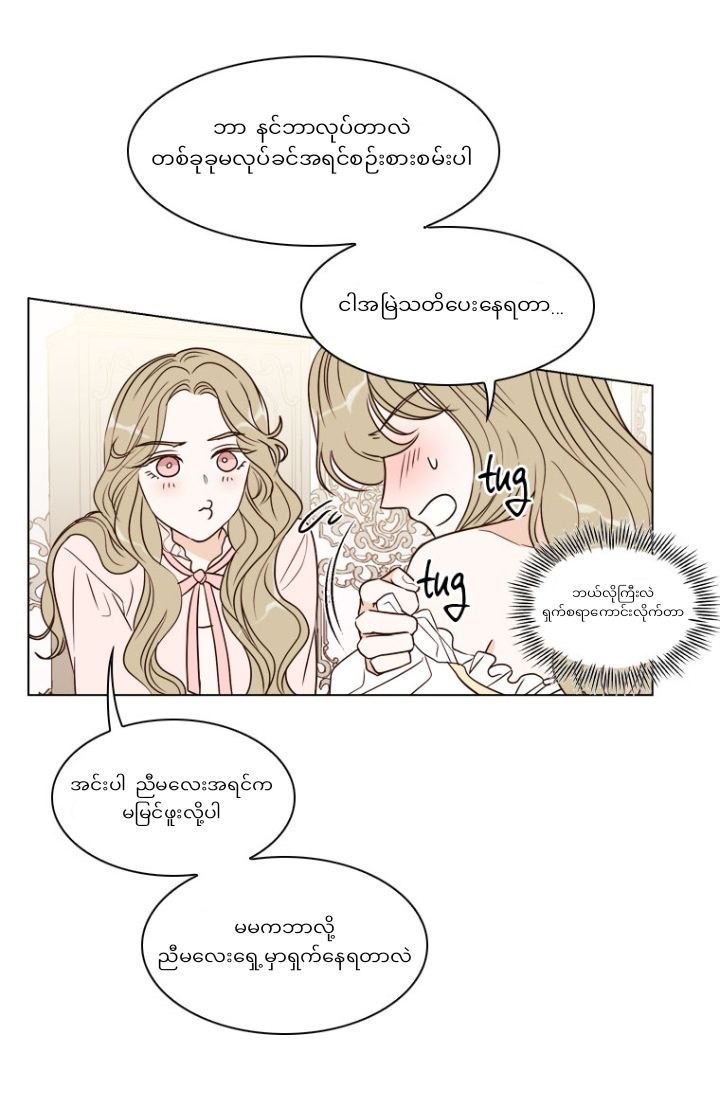 ဘာ နင်ဘာလုပ်တာလဲ
တစ်ခုခုမလုပ်ခင်အရင်စဉ်းစားစမ်းပါ
ငါအမြဲသတိပေးနေရတာ...
tug
tug
ဘယ်လိုကြီးလဲ
ရှက်စရာကောင်းလိုက်တာ
အင်းပါ ညီမလေးအရင်က
မမြင်ဖူးလို့ပါ
မမကဘာလို့
ညီမလေးရှေ့မှာရှက်နေရတာလဲ